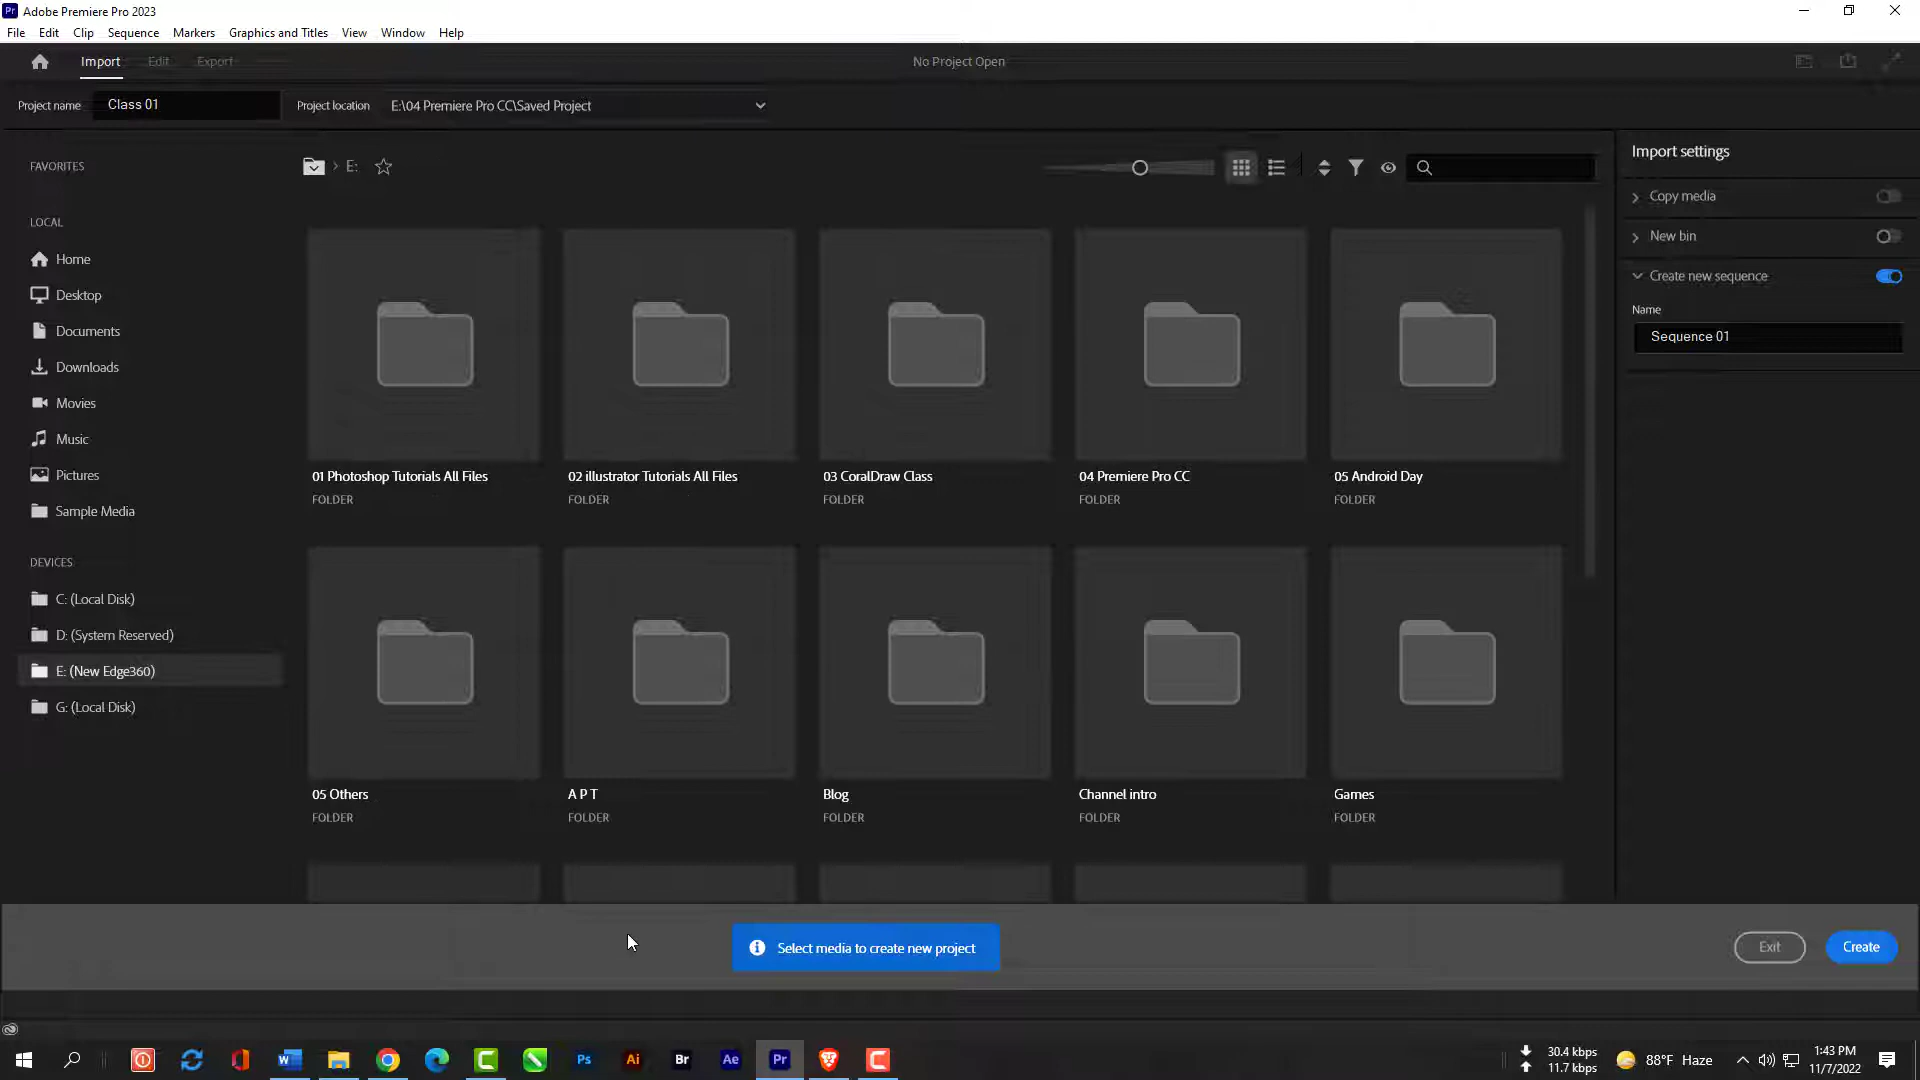 Pr Adobe Premiere Pro 2023
File Edit Clip Sequence Markers Graphics and Titles View Window Help
Import Edit Export No Project Open
Project name Class 01 Project location E:\04 Premiere Pro CC\Saved Project
FAVORITES
E:
LOCAL
Home
Desktop
Documents
Downloads
Movies
Music
Pictures
Sample Media
DEVICES
C: (Local Disk)
D: (System Reserved)
E: (New Edge360)
G: (Local Disk)
01 Photoshop Tutorials All Files
FOLDER
02 illustrator Tutorials All Files
FOLDER
03 CoralDraw Class
FOLDER
04 Premiere Pro CC
FOLDER
05 Android Day
FOLDER
05 Others
FOLDER
A P T
FOLDER
Blog
FOLDER
Channel intro
FOLDER
Games
FOLDER
Import settings
Copy media
New bin
Create new sequence
Name
Sequence 01
Select media to create new project
Exit Create
W Ps Ai Br Ae Pr
30.4 kbps
11.7 kbps
88°F Haze
1:43 PM
11/7/2022